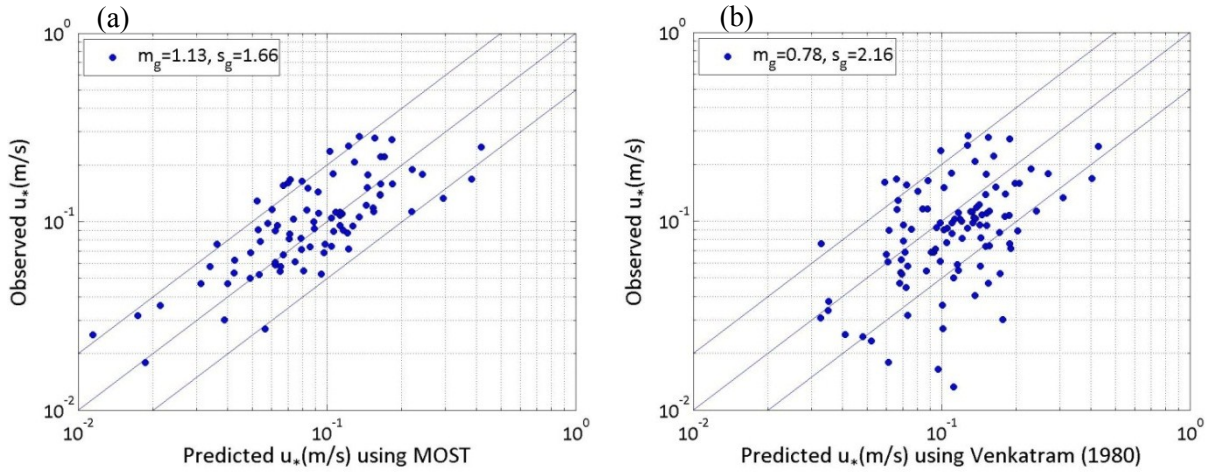 (a)
10^0
m_g=1.13, s_g=1.66
10^-1
10^-2
Observed u_*(m/s)
10^-2
10^-1
10^0
Predicted u_*(m/s) using MOST
(b)
10^0
m_g=0.78, s_g=2.16
10^-1
10^-2
Observed u_*(m/s)
10^-2
10^-1
10^0
Predicted u_*(m/s) using Venkatram (1980)